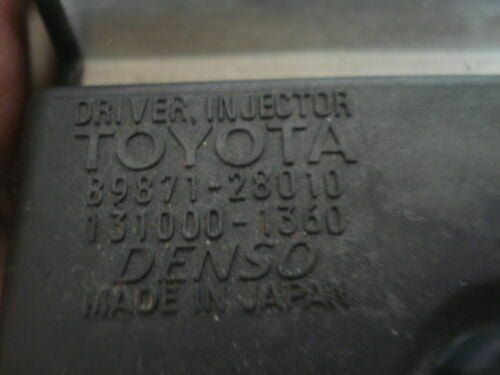 DRIVER, INJECTOR
TOYOTA
89871-28010
131000-1360
DENSO
MADE IN JAPAN